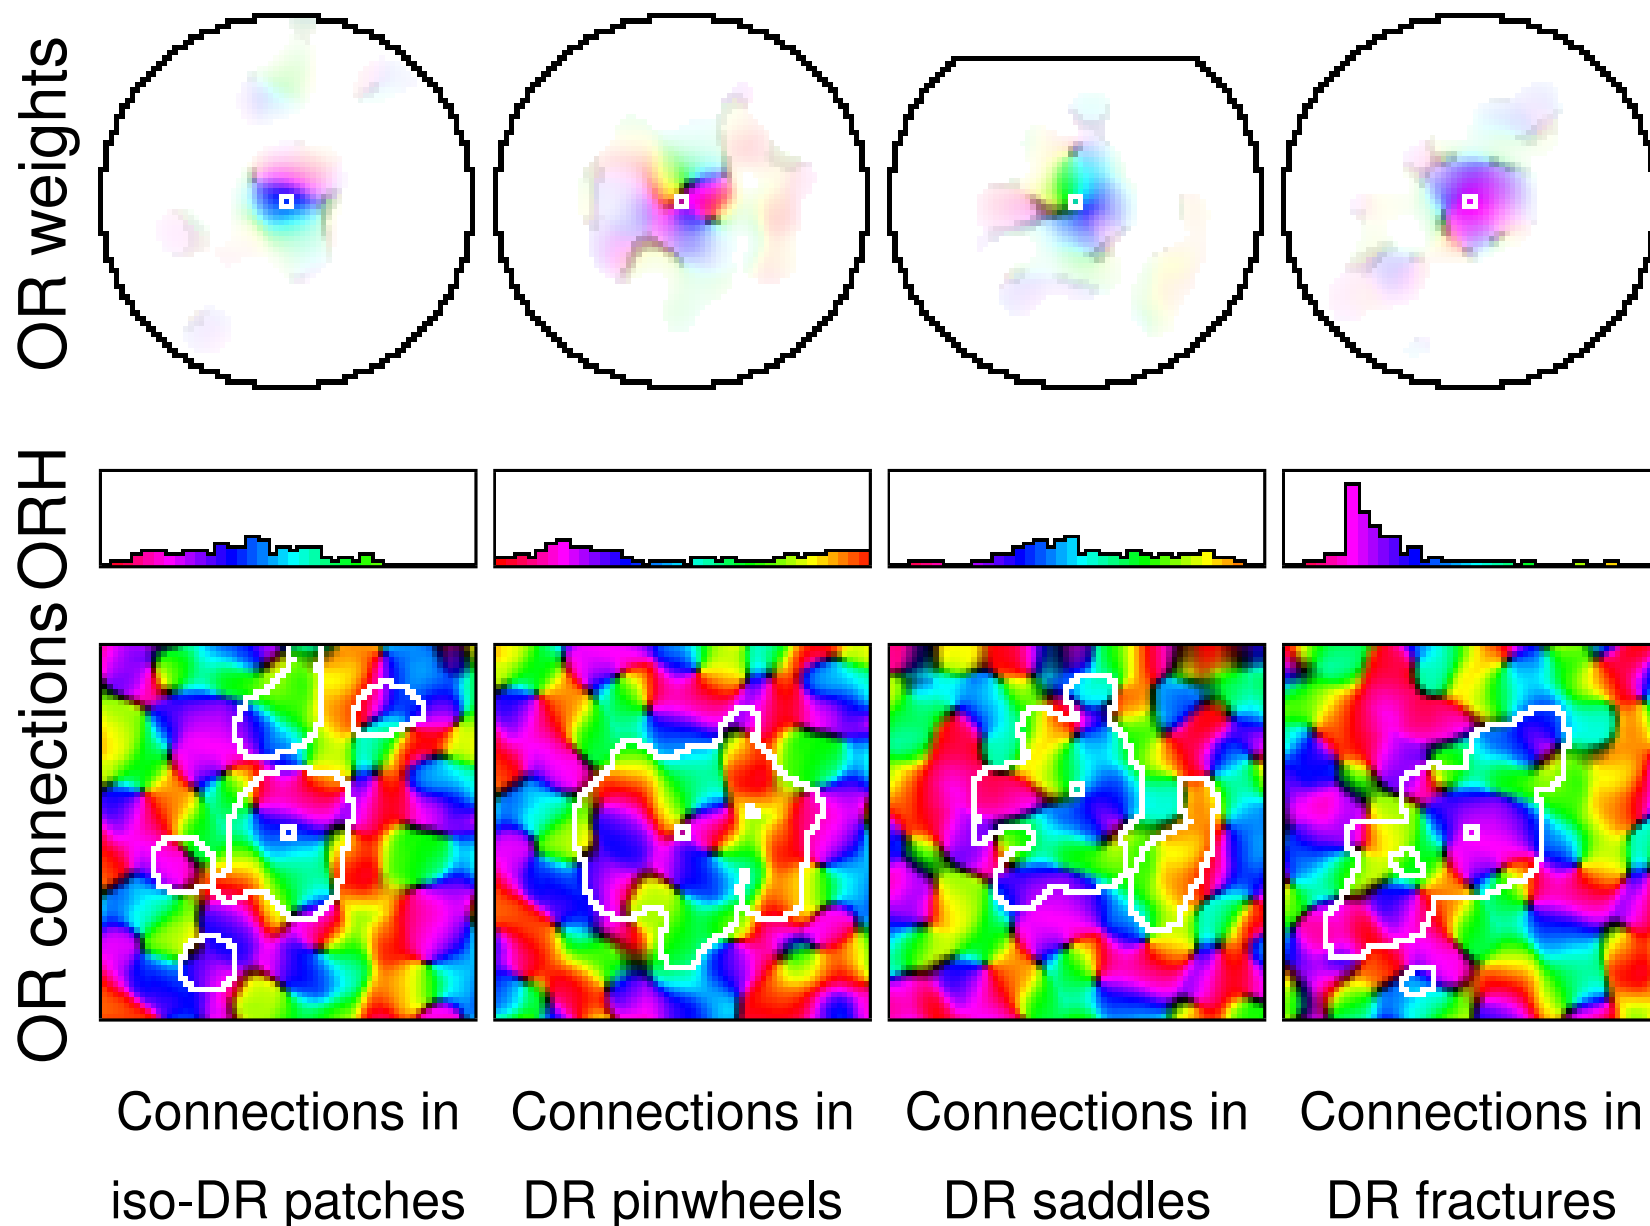 OR weights
ORH
OR connections
Connections in
iso-DR patches
Connections in
DR pinwheels
Connections in
DR saddles
Connections in
DR fractures